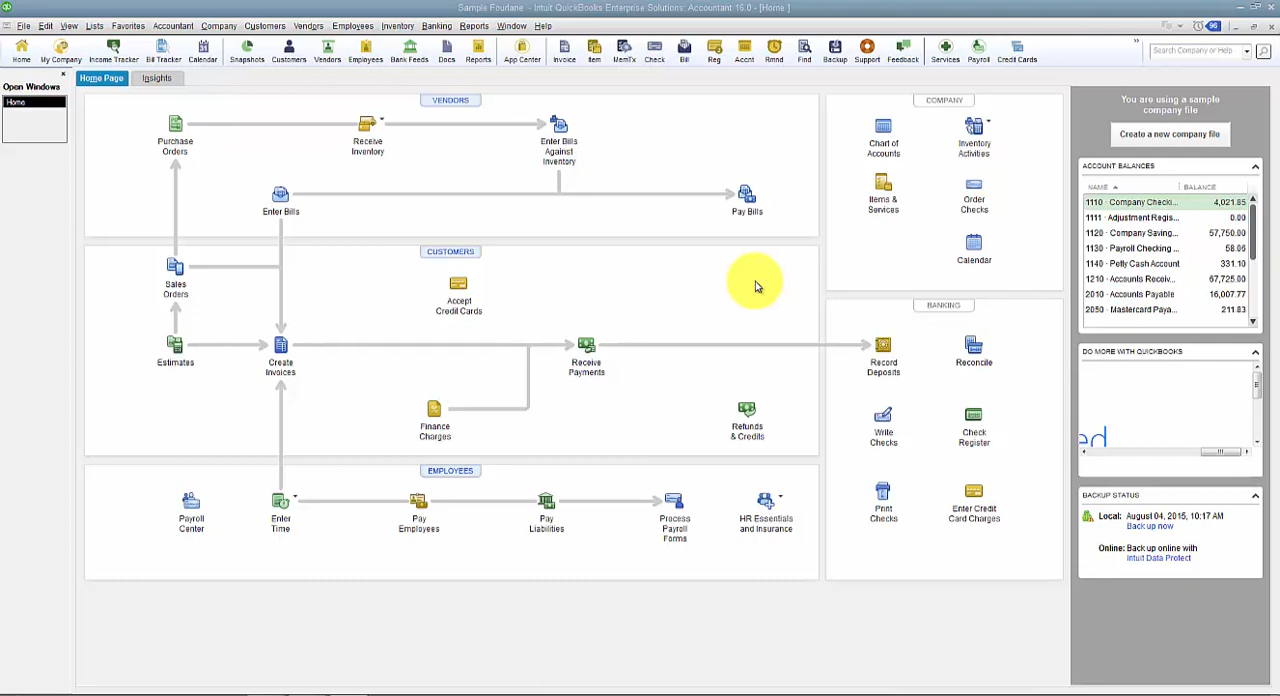 Sample Fourlane - Intuit QuickBooks Enterprise Solutions: Accountant 16.0 - [Home ]
File Edit View Lists Favorites Accountant Company Customers Vendors Employees Inventory Banking Reports Window Help
96
Home My Company Income Tracker Bill Tracker Calendar Snapshots Customers Vendors Employees Bank Feeds Docs Reports App Center Invoice Item MemTx Check Bill Reg Accnt Rmnd Find Backup Support Feedback Services Payroll Credit Cards
Search Company or Help
Open Windows
Home
Home Page Insights
VENDORS
Purchase
Orders
Receive
Inventory
Enter Bills
Against
Inventory
Enter Bills
Pay Bills
CUSTOMERS
Sales
Orders
Accept
Credit Cards
Estimates
Create
Invoices
Receive
Payments
Finance
Charges
Refunds
& Credits
EMPLOYEES
Payroll
Center
Enter
Time
Pay
Employees
Pay
Liabilities
Process
Payroll
Forms
HR Essentials
and Insurance
COMPANY
Chart of
Accounts
Inventory
Activities
Items &
Services
Order
Checks
Calendar
BANKING
Record
Deposits
Reconcile
Write
Checks
Check
Register
Print
Checks
Enter Credit
Card Charges
You are using a sample
company file
Create a new company file
ACCOUNT BALANCES
NAME BALANCE
1110 · Company Checki... 4,021.85
1111 · Adjustment Regis... 0.00
1120 · Company Saving... 57,750.00
1130 · Payroll Checking ... 58.06
1140 · Petty Cash Account 331.10
1210 · Accounts Receiv... 67,725.00
2010 · Accounts Payable 16,007.77
2050 · Mastercard Paya... 211.83
DO MORE WITH QUICKBOOKS
ed
BACKUP STATUS
Local: August 04, 2015, 10:17 AM
Back up now
Online: Back up online with
Intuit Data Protect